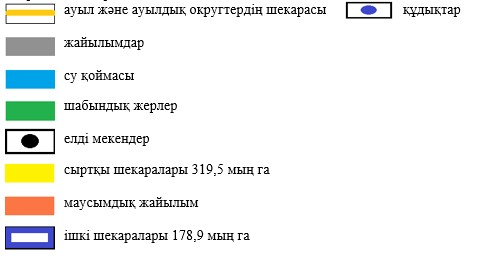 ауыл және ауылдық округтердің шекарасы құдықтар
жайылымдар
су қоймасы
шабындық жерлер
елді мекендер
сыртқы шекаралары 319,5 мың га
маусымдық жайылым
ішкі шекаралары 178,9 мың га